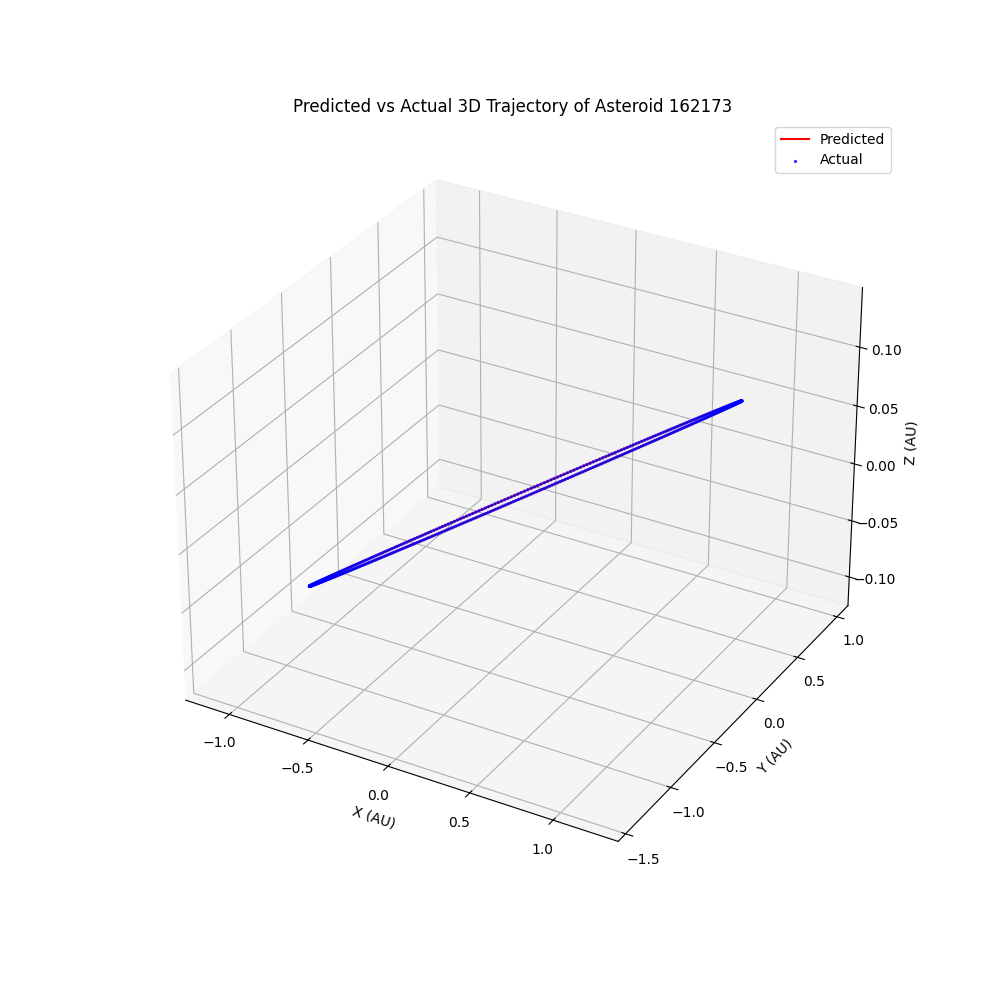 Predicted vs Actual 3D Trajectory of Asteroid 162173
Predicted
Actual
0.10
0.05
0.00
−0.05
−0.10
Z (AU)
1.0
0.5
0.0
−0.5
−1.0
−1.5
Y (AU)
−1.0
−0.5
0.0
0.5
1.0
X (AU)